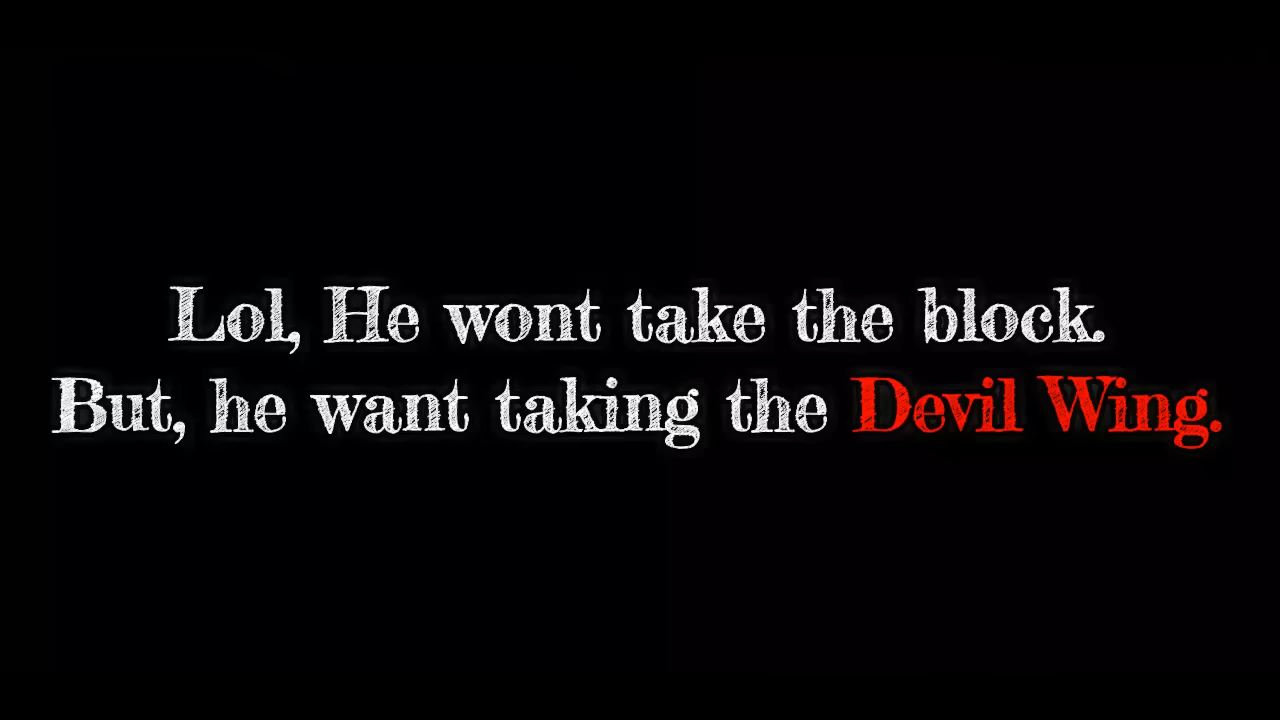 Lol, He wont take the block.
But, he want taking the Devil Wing.